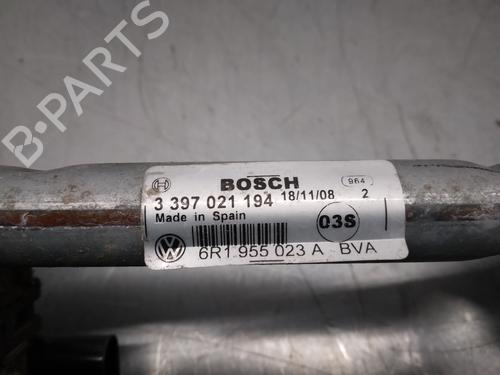 B-Parts
BOSCH
964
3 397 021 194 18/11/08 2
Made in Spain
03S
6R1 955 023 A BVA